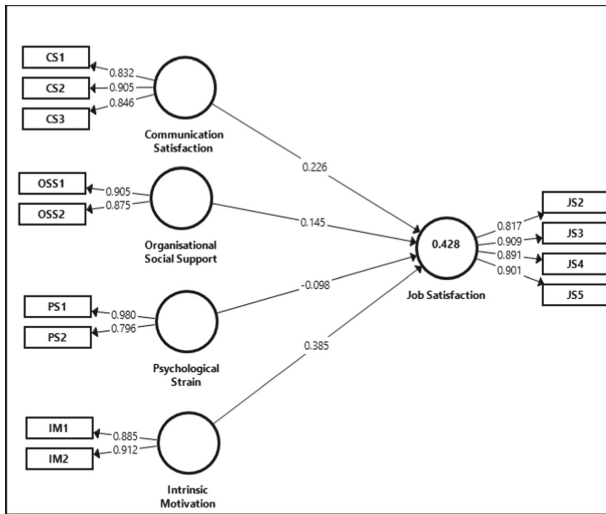 CS1
0.832
CS2
0.905
CS3
0.846
Communication
Satisfaction
0.226
OSS1
0.905
OSS2
0.875
Organisational
Social Support
0.145
PS1
0.980
PS2
0.796
Psychological
Strain
-0.098
IM1
0.885
IM2
0.912
Intrinsic
Motivation
0.385
0.428
Job Satisfaction
0.817
JS2
0.909
JS3
0.891
JS4
0.901
JS5